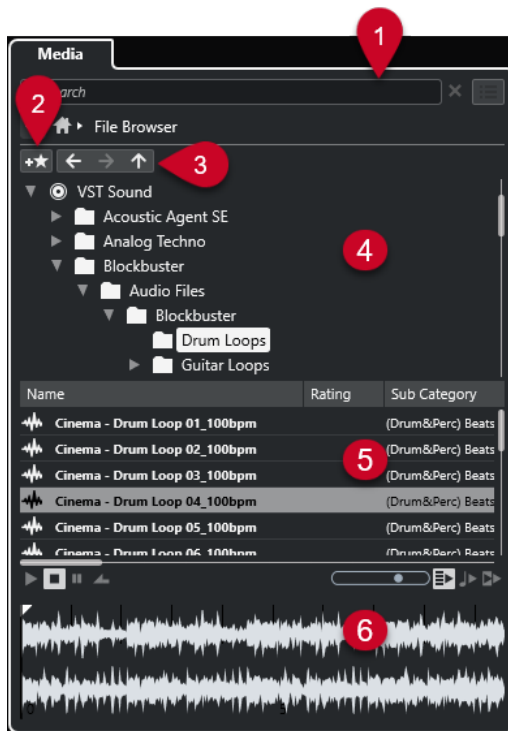 1
Media
2
arch
File Browser
3
VST Sound
Acoustic Agent SE
Analog Techno
4
Blockbuster
Audio Files
Blockbuster
Drum Loops
Guitar Loops
Name Rating Sub Category
Cinema - Drum Loop 01_100bpm (Drum&Perc) Beats
Cinema - Drum Loop 02_100bpm (Drum&Perc) Beats
5
Cinema - Drum Loop 03_100bpm (Drum&Perc) Beats
Cinema - Drum Loop 04_100bpm (Drum&Perc) Beats
Cinema - Drum Loop 05_100bpm (Drum&Perc) Beats
Cinema - Drum Loop 06_100bpm (Drum&Perc) Beats
6
0 5